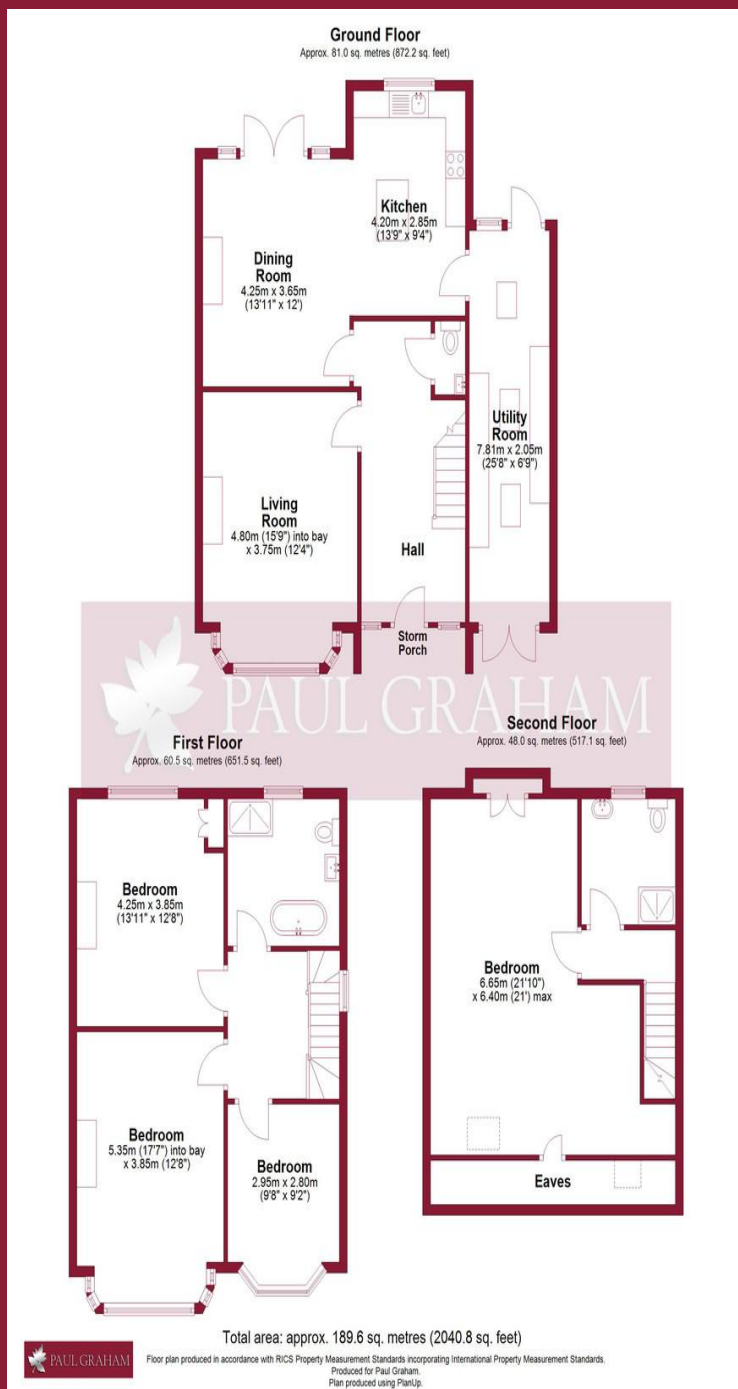 Ground Floor
Approx. 81.0 sq. metres (872.2 sq. feet)
Kitchen
4.20m x 2.85m
(13'9" x 9'4")
Dining
Room
4.25m x 3.65m
(13'11" x 12')
Utility
Room
7.81m x 2.05m
(25'8" x 6'9")
Living
Room
4.80m (15'9") into bay
x 3.75m (12'4")
Hall
Storm
Porch
PAUL GRAHAM
First Floor
Approx. 60.5 sq. metres (651.5 sq. feet)
Second Floor
Approx. 48.0 sq. metres (517.1 sq. feet)
Bedroom
4.25m x 3.85m
(13'11" x 12'8")
Bedroom
6.65m (21'10")
x 6.40m (21') max
Bedroom
5.35m (17'7") into bay
x 3.85m (12'8")
Bedroom
2.95m x 2.80m
(9'8" x 9'2")
Eaves
Total area: approx. 189.6 sq. metres (2040.8 sq. feet)
PAUL GRAHAM
Floor plan produced in accordance with RICS Property Measurement Standards incorporating International Property Measurement Standards.
Produced for Paul Graham.
Plan produced using PlanUp.